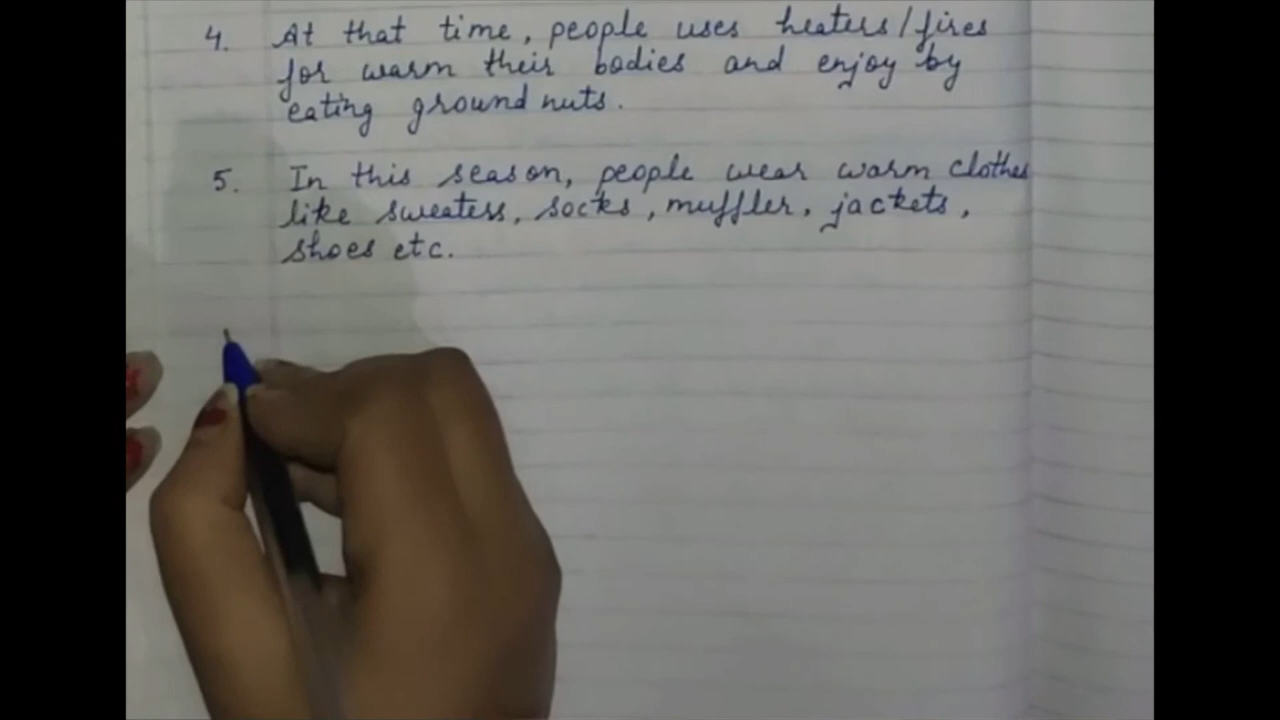 4. At that time, people uses heaters/fires
for warm their bodies and enjoy by
eating ground nuts.
5. In this season, people wear warm clothes
like sweaters, socks, muffler, jackets,
shoes etc.